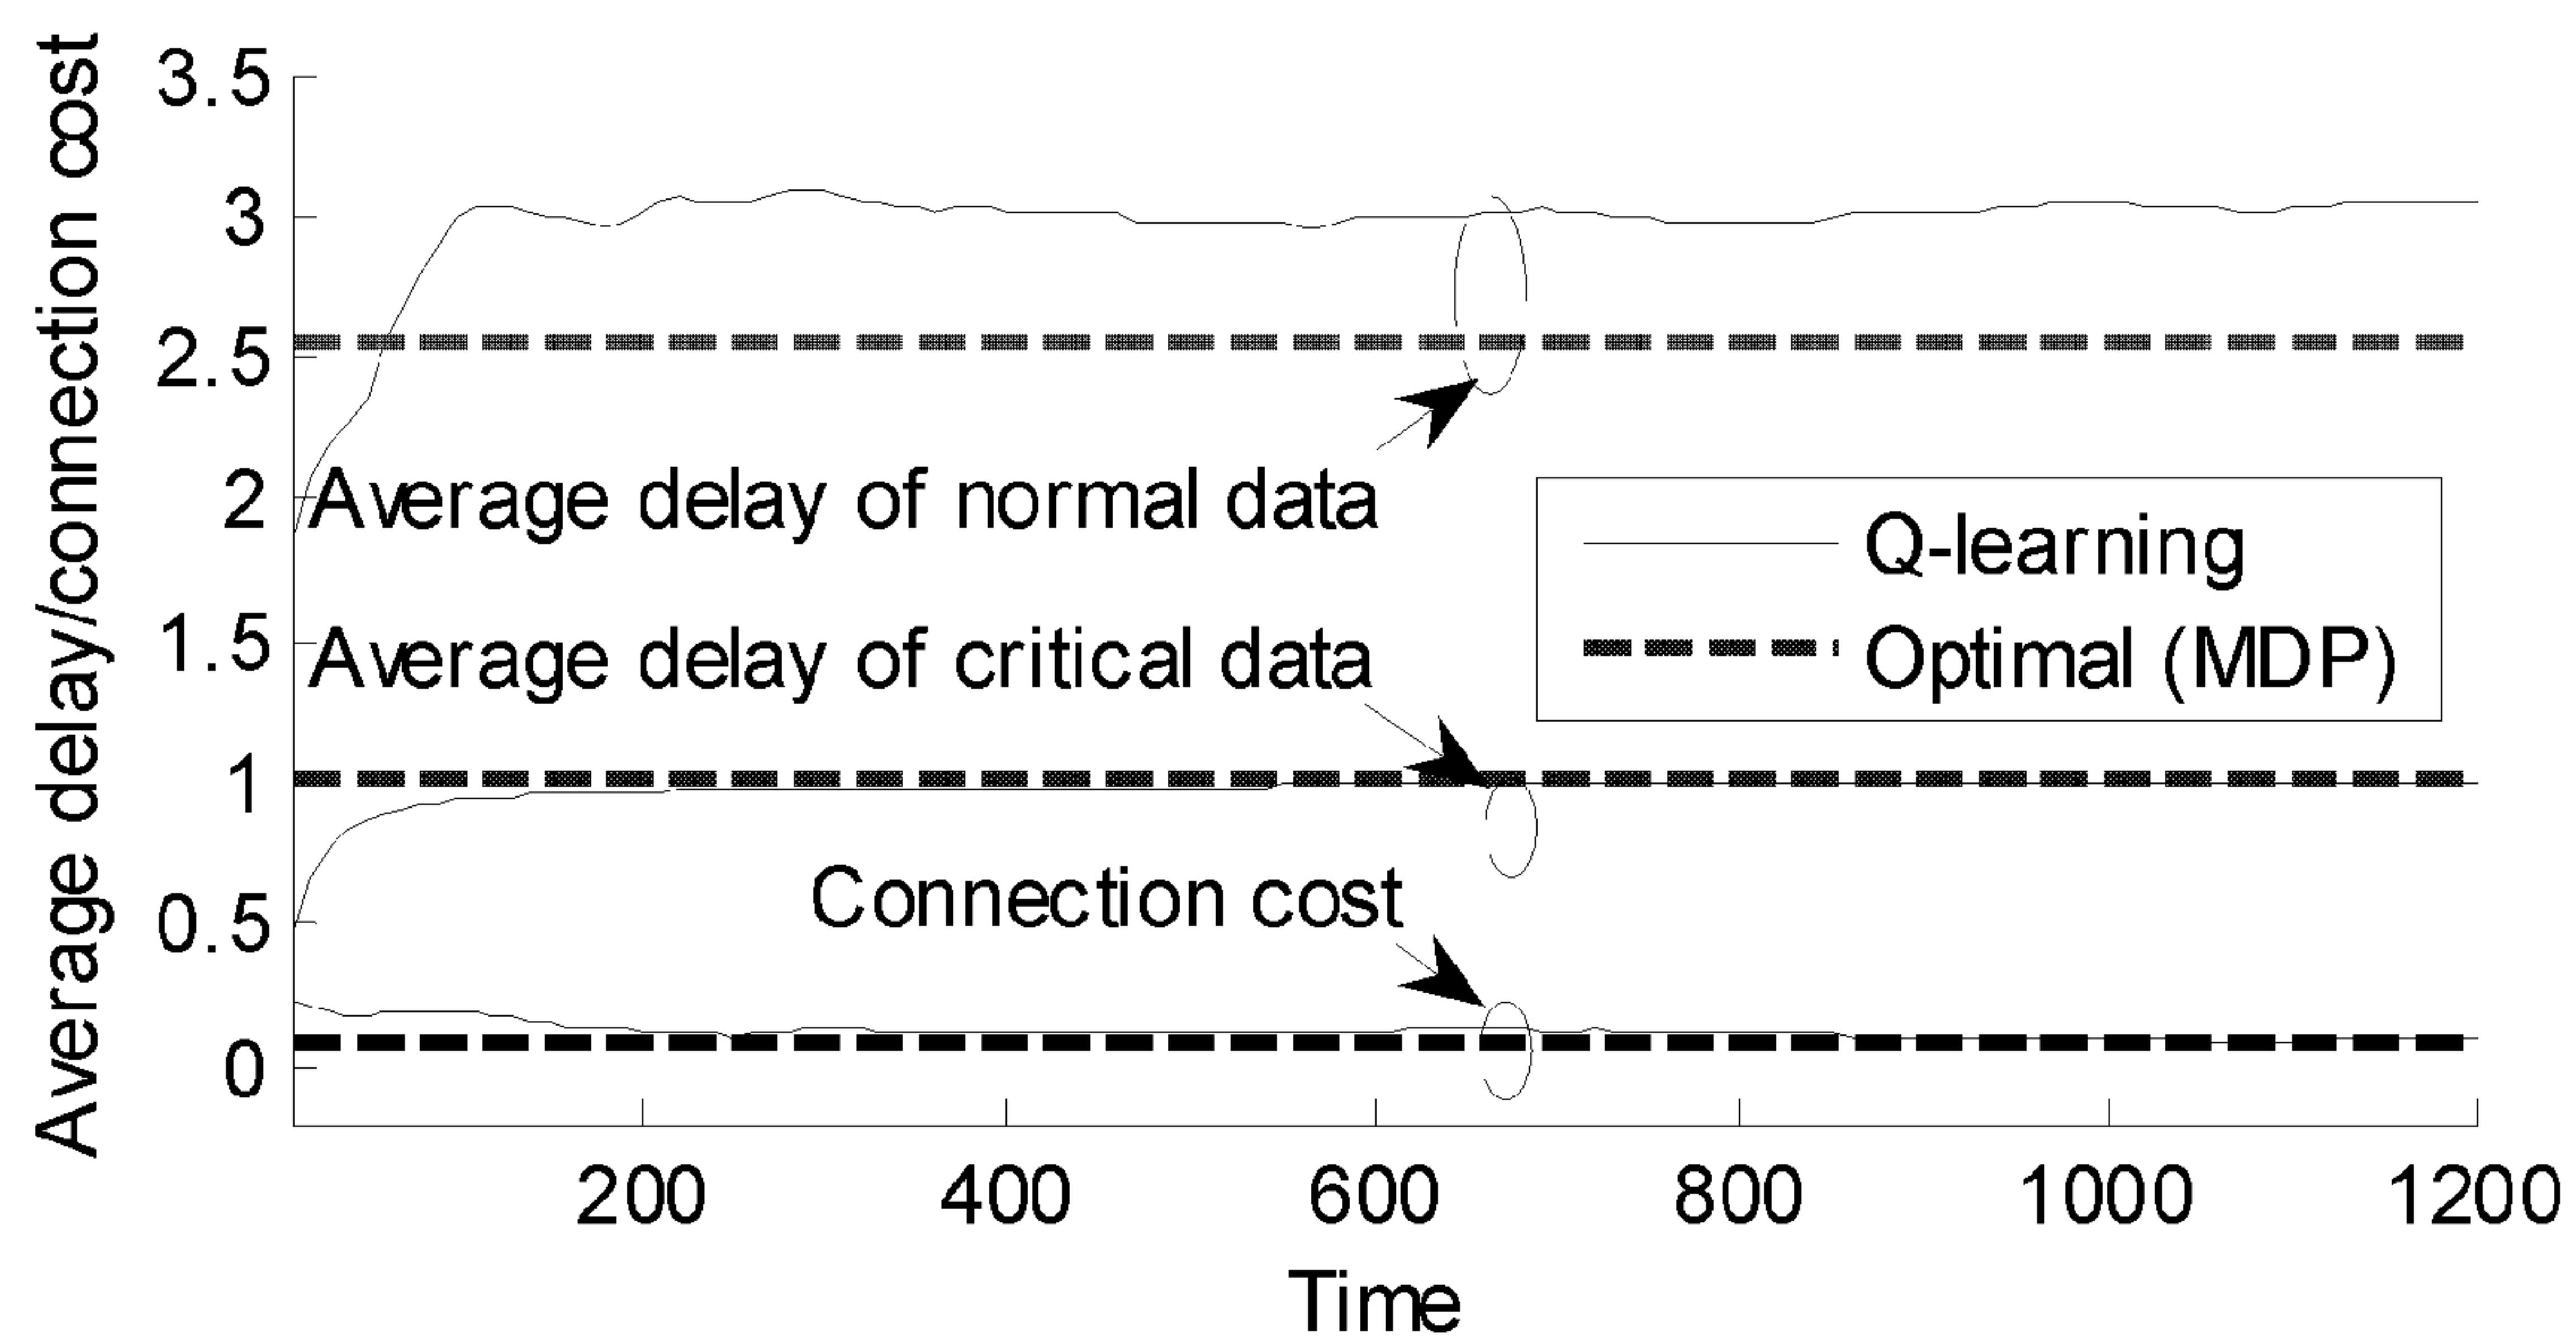 Average delay/connection cost
3.5
3
2.5
2
1.5
1
0.5
0
Average delay of normal data
Average delay of critical data
Connection cost
Q-learning
Optimal (MDP)
200 400 600 800 1000 1200
Time